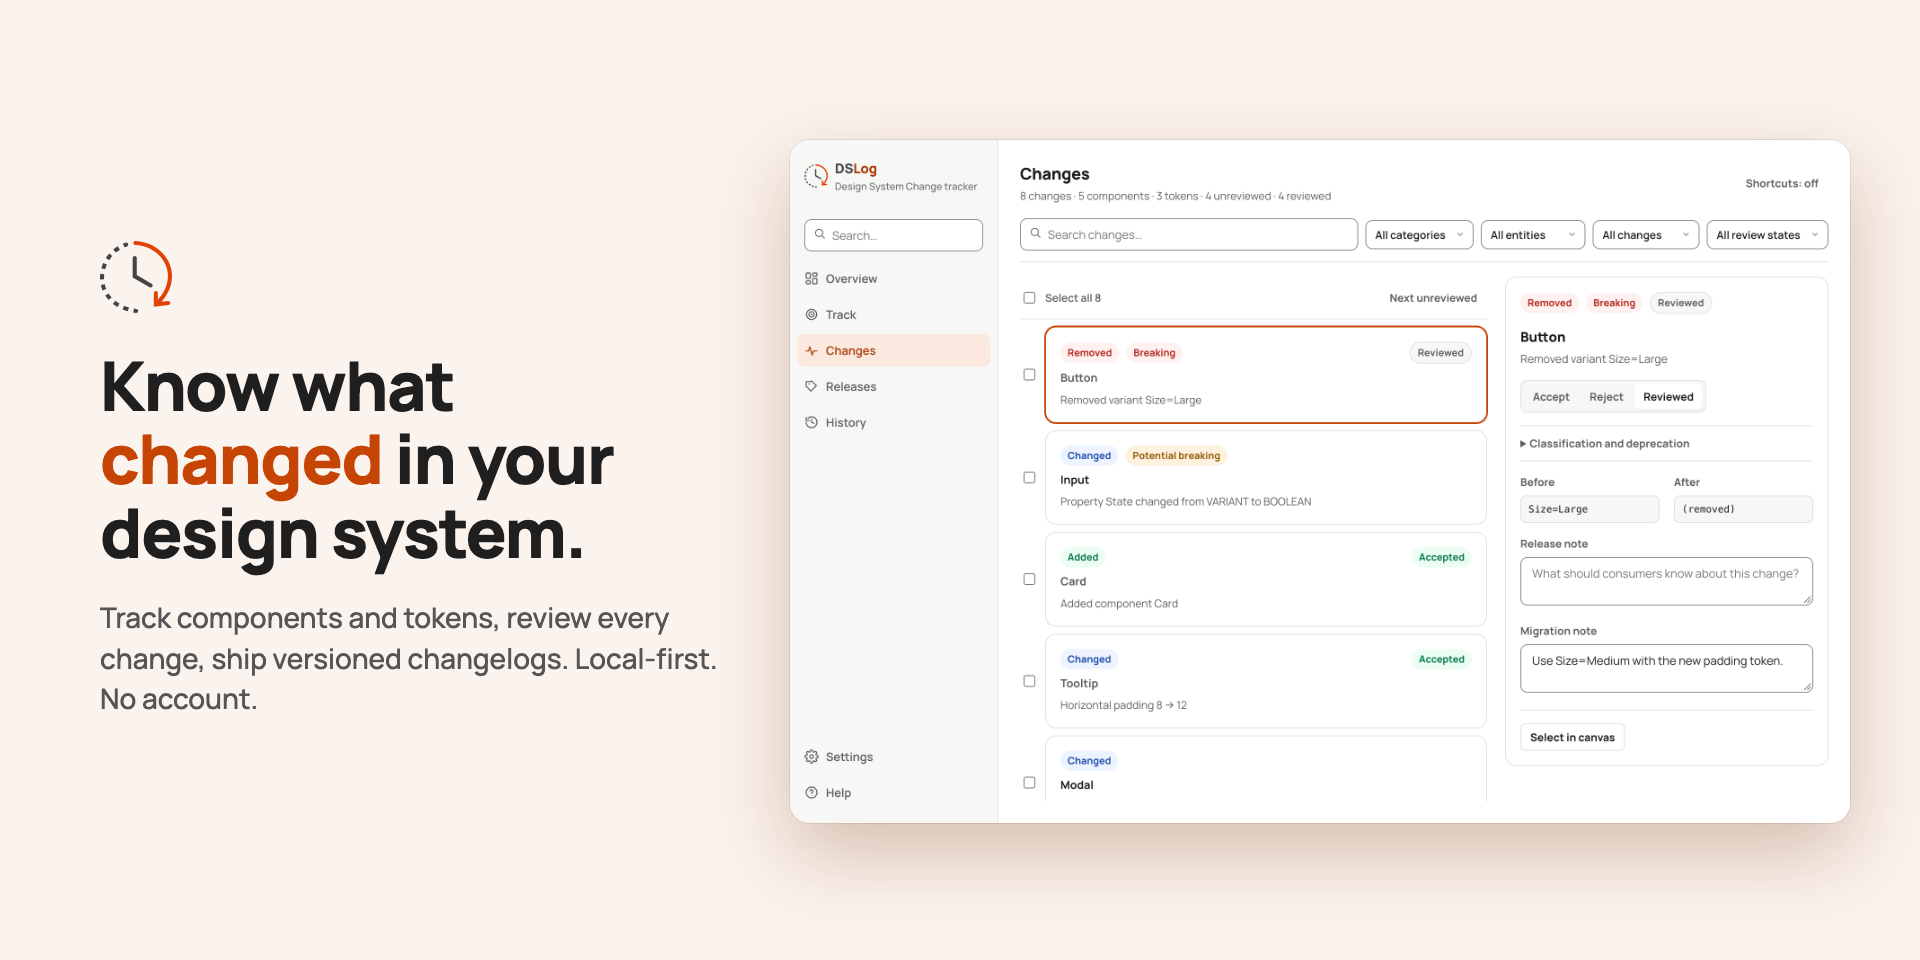 Know what
changed in your
design system.
Track components and tokens, review every
change, ship versioned changelogs. Local-first.
No account.
DSLog
Design System Change tracker
Search...
Overview
Track
Changes
Releases
History
Settings
Help
Changes
8 changes · 5 components · 3 tokens · 4 unreviewed · 4 reviewed
Shortcuts: off
Search changes...
All categories
All entities
All changes
All review states
Select all 8
Next unreviewed
Removed
Breaking
Reviewed
Button
Removed variant Size=Large
Changed
Potential breaking
Input
Property State changed from VARIANT to BOOLEAN
Added
Accepted
Card
Added component Card
Changed
Accepted
Tooltip
Horizontal padding 8 → 12
Changed
Modal
Removed
Breaking
Reviewed
Button
Removed variant Size=Large
Accept
Reject
Reviewed
Classification and deprecation
Before
After
Size=Large
(removed)
Release note
What should consumers know about this change?
Migration note
Use Size=Medium with the new padding token.
Select in canvas